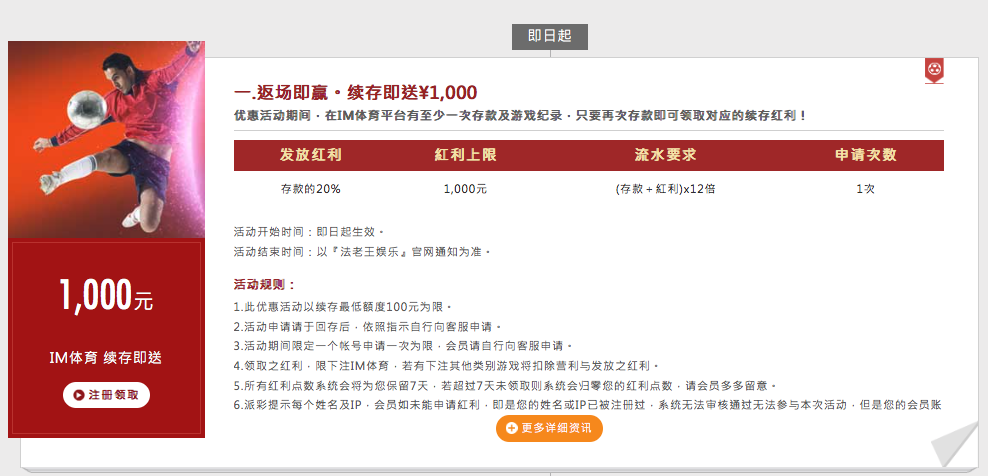 即日起
一.返场即赢。续存即送¥1,000
优惠活动期间，在IM体育平台有至少一次存款及游戏纪录，只要再次存款即可领取对应的续存红利！
发放红利 紅利上限 流水要求 申请次数
存款的20% 1,000元 (存款＋紅利)x12倍 1次
活动开始时间：即日起生效。
活动结束时间：以『法老王娱乐』官网通知为准。
活动规则：
1.此优惠活动以续存最低额度100元为限。
2.活动申请请于回存后，依照指示自行向客服申请。
3.活动期间限定一个帐号申请一次为限，会员请自行向客服申请。
4.领取之红利，限下注IM体育，若有下注其他类别游戏将扣除营利与发放之红利。
5.所有红利点数系统会将为您保留7天，若超过7天未领取则系统会归零您的红利点数，请会员多多留意。
6.派彩提示每个姓名及IP，会员如未能申请紅利，即是您的姓名或IP已被注册过，系统无法审核通过无法参与本次活动，但是您的会员账
更多详细资讯
1,000元
IM体育 续存即送
注册领取